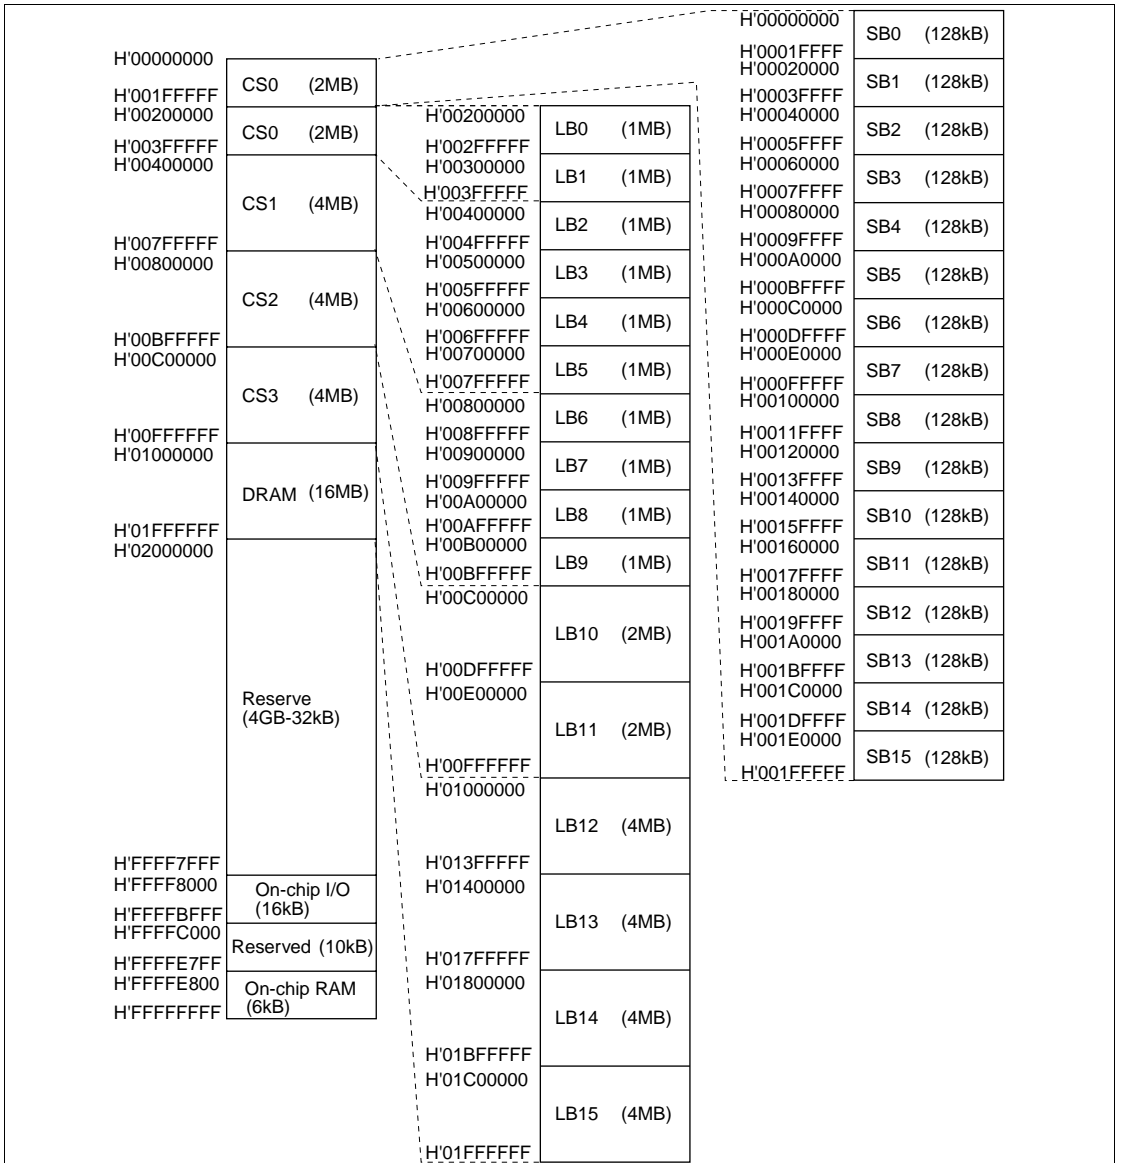 H'00000000
CS0 (2MB)
H'001FFFFF
H'00200000
CS0 (2MB)
H'003FFFFF
H'00400000
CS1 (4MB)
H'007FFFFF
H'00800000
CS2 (4MB)
H'00BFFFFF
H'00C00000
CS3 (4MB)
H'00FFFFFF
H'01000000
DRAM (16MB)
H'01FFFFFF
H'02000000
Reserve
(4GB-32kB)
H'FFFF7FFF
H'FFFF8000
On-chip I/O
(16kB)
H'FFFFBFFF
H'FFFFC000
Reserved (10kB)
H'FFFFE7FF
H'FFFFE800
On-chip RAM
(6kB)
H'FFFFFFFF
H'00200000
LB0 (1MB)
H'002FFFFF
H'00300000
LB1 (1MB)
H'003FFFFF
H'00400000
LB2 (1MB)
H'004FFFFF
H'00500000
LB3 (1MB)
H'005FFFFF
H'00600000
LB4 (1MB)
H'006FFFFF
H'00700000
LB5 (1MB)
H'007FFFFF
H'00800000
LB6 (1MB)
H'008FFFFF
H'00900000
LB7 (1MB)
H'009FFFFF
H'00A00000
LB8 (1MB)
H'00AFFFFF
H'00B00000
LB9 (1MB)
H'00BFFFFF
H'00C00000
LB10 (2MB)
H'00DFFFFF
H'00E00000
LB11 (2MB)
H'00FFFFFF
H'01000000
LB12 (4MB)
H'013FFFFF
H'01400000
LB13 (4MB)
H'017FFFFF
H'01800000
LB14 (4MB)
H'01BFFFFF
H'01C00000
LB15 (4MB)
H'01FFFFFF
H'00000000
SB0 (128kB)
H'0001FFFF
H'00020000
SB1 (128kB)
H'0003FFFF
H'00040000
SB2 (128kB)
H'0005FFFF
H'00060000
SB3 (128kB)
H'0007FFFF
H'00080000
SB4 (128kB)
H'0009FFFF
H'000A0000
SB5 (128kB)
H'000BFFFF
H'000C0000
SB6 (128kB)
H'000DFFFF
H'000E0000
SB7 (128kB)
H'000FFFFF
H'00100000
SB8 (128kB)
H'0011FFFF
H'00120000
SB9 (128kB)
H'0013FFFF
H'00140000
SB10 (128kB)
H'0015FFFF
H'00160000
SB11 (128kB)
H'0017FFFF
H'00180000
SB12 (128kB)
H'0019FFFF
H'001A0000
SB13 (128kB)
H'001BFFFF
H'001C0000
SB14 (128kB)
H'001DFFFF
H'001E0000
SB15 (128kB)
H'001FFFFF